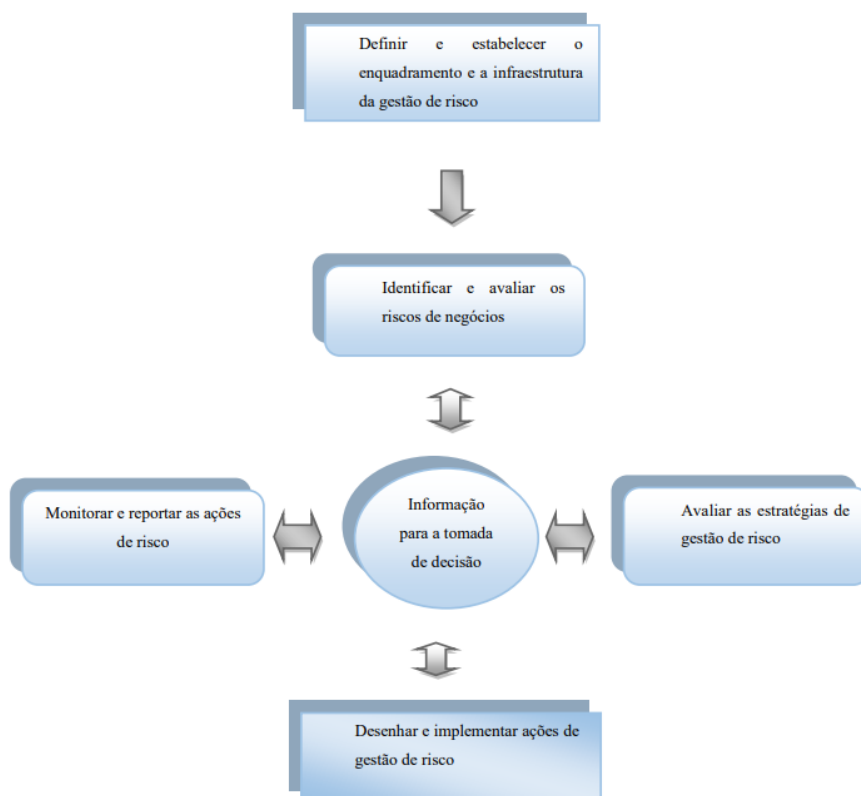 Definir e estabelecer o
enquadramento e a infraestrutura
da gestão de risco
Identificar e avaliar os
riscos de negócios
Monitorar e reportar as ações
de risco
Informação
para a tomada
de decisão
Avaliar as estratégias de
gestão de risco
Desenhar e implementar ações de
gestão de risco